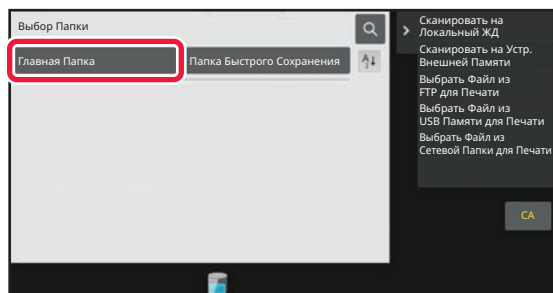 Выбор Папки
Главная Папка
Папка Быстрого Сохранения
Сканировать на
Локальный ЖД
Сканировать на Устр.
Внешней Памяти
Выбрать Файл из
FTP для Печати
Выбрать Файл из
USB Памяти для Печати
Выбрать Файл из
Сетевой Папки для Печати
CA